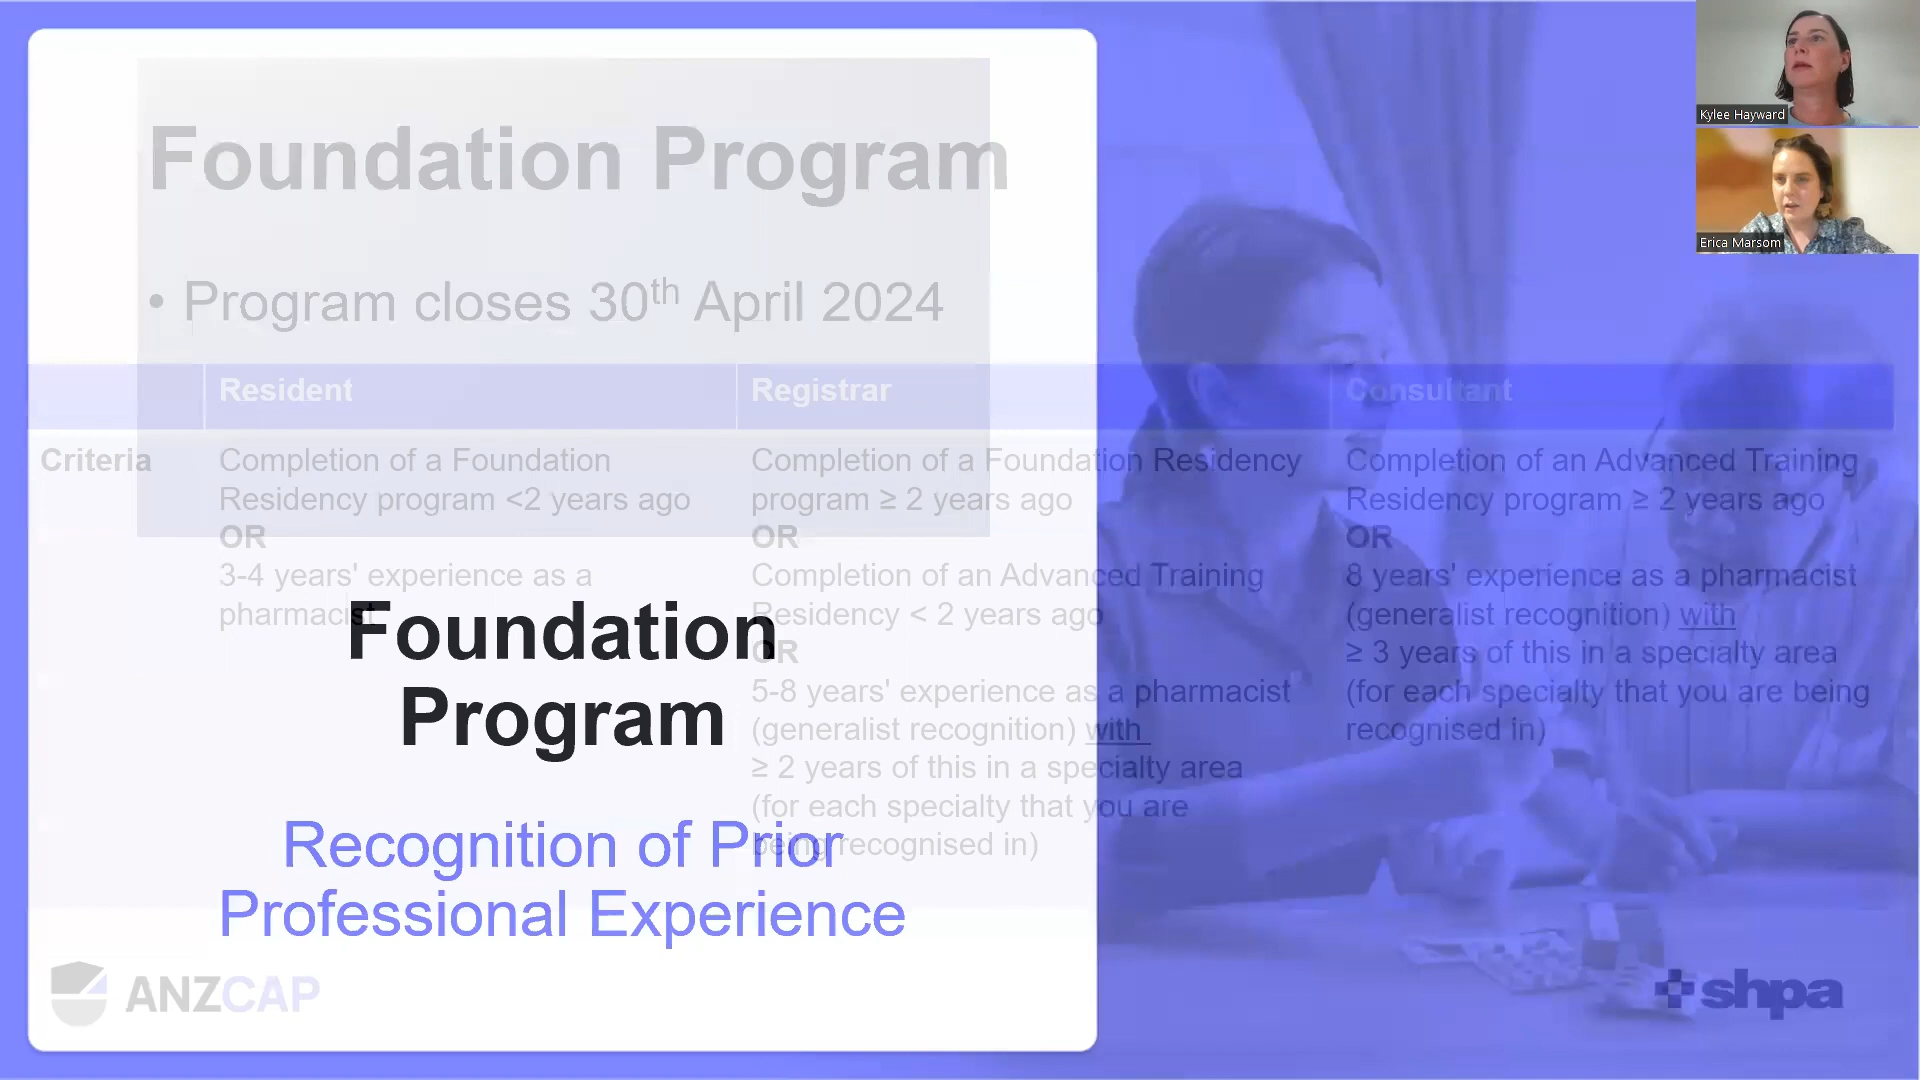 Foundation Program
• Program closes 30th April 2024
Resident
Registrar
Consultant
Criteria
Completion of a Foundation
Residency program <2 years ago
OR
3-4 years' experience as a
pharmacist
Completion of a Foundation Residency
program ≥ 2 years ago
OR
Completion of an Advanced Training
Residency < 2 years ago
OR
5-8 years' experience as a pharmacist
(generalist recognition) with
≥ 2 years of this in a specialty area
(for each specialty that you are
being recognised in)
Completion of an Advanced Training
Residency program ≥ 2 years ago
OR
8 years' experience as a pharmacist
(generalist recognition) with
≥ 3 years of this in a specialty area
(for each specialty that you are being
recognised in)
Foundation
Program
Recognition of Prior
Professional Experience
ANZCAP
shpa
Kylee Hayward
Erica Marsom